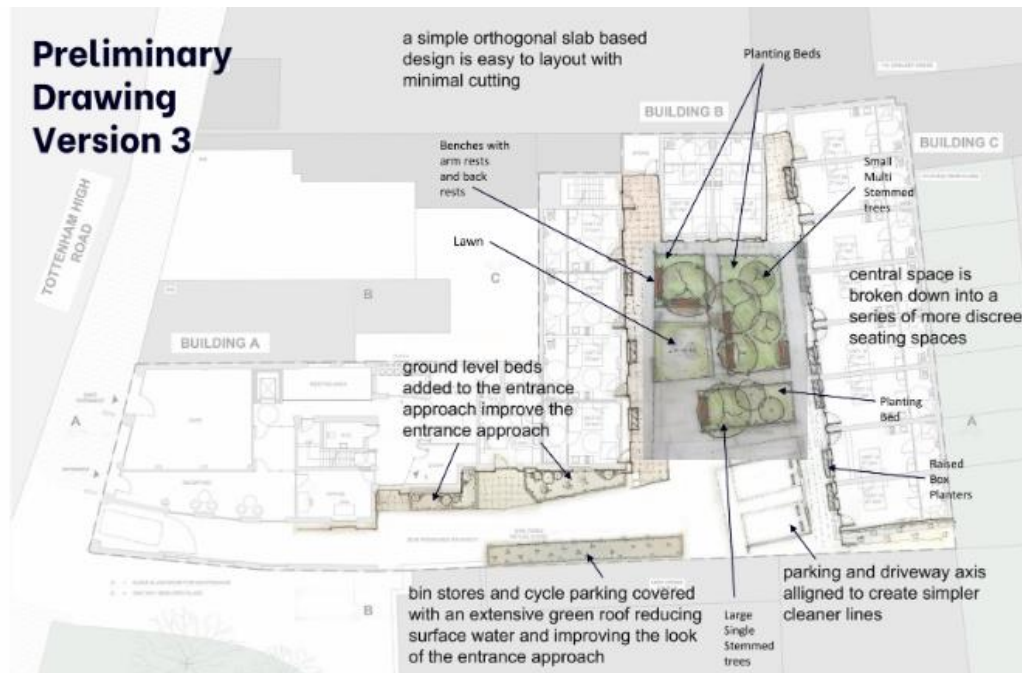 Preliminary
Drawing
Version 3
a simple orthogonal slab based
design is easy to layout with
minimal cutting
Planting Beds
BUILDING B
BUILDING C
Benches with
arm rests
and back
rests
Small
Multi
Stemmed
trees
TOTTENHAM HIGH
ROAD
Lawn
C
central space is
broken down into a
series of more discreet
seating spaces
B
BUILDING A
ground level beds
added to the entrance
approach improve the
entrance approach
Planting
Bed
A
A
Raised
Box
Planters
parking and driveway axis
alligned to create simpler
cleaner lines
bin stores and cycle parking covered
with an extensive green roof reducing
surface water and improving the look
of the entrance approach
B
Large
Single
Stemmed
trees